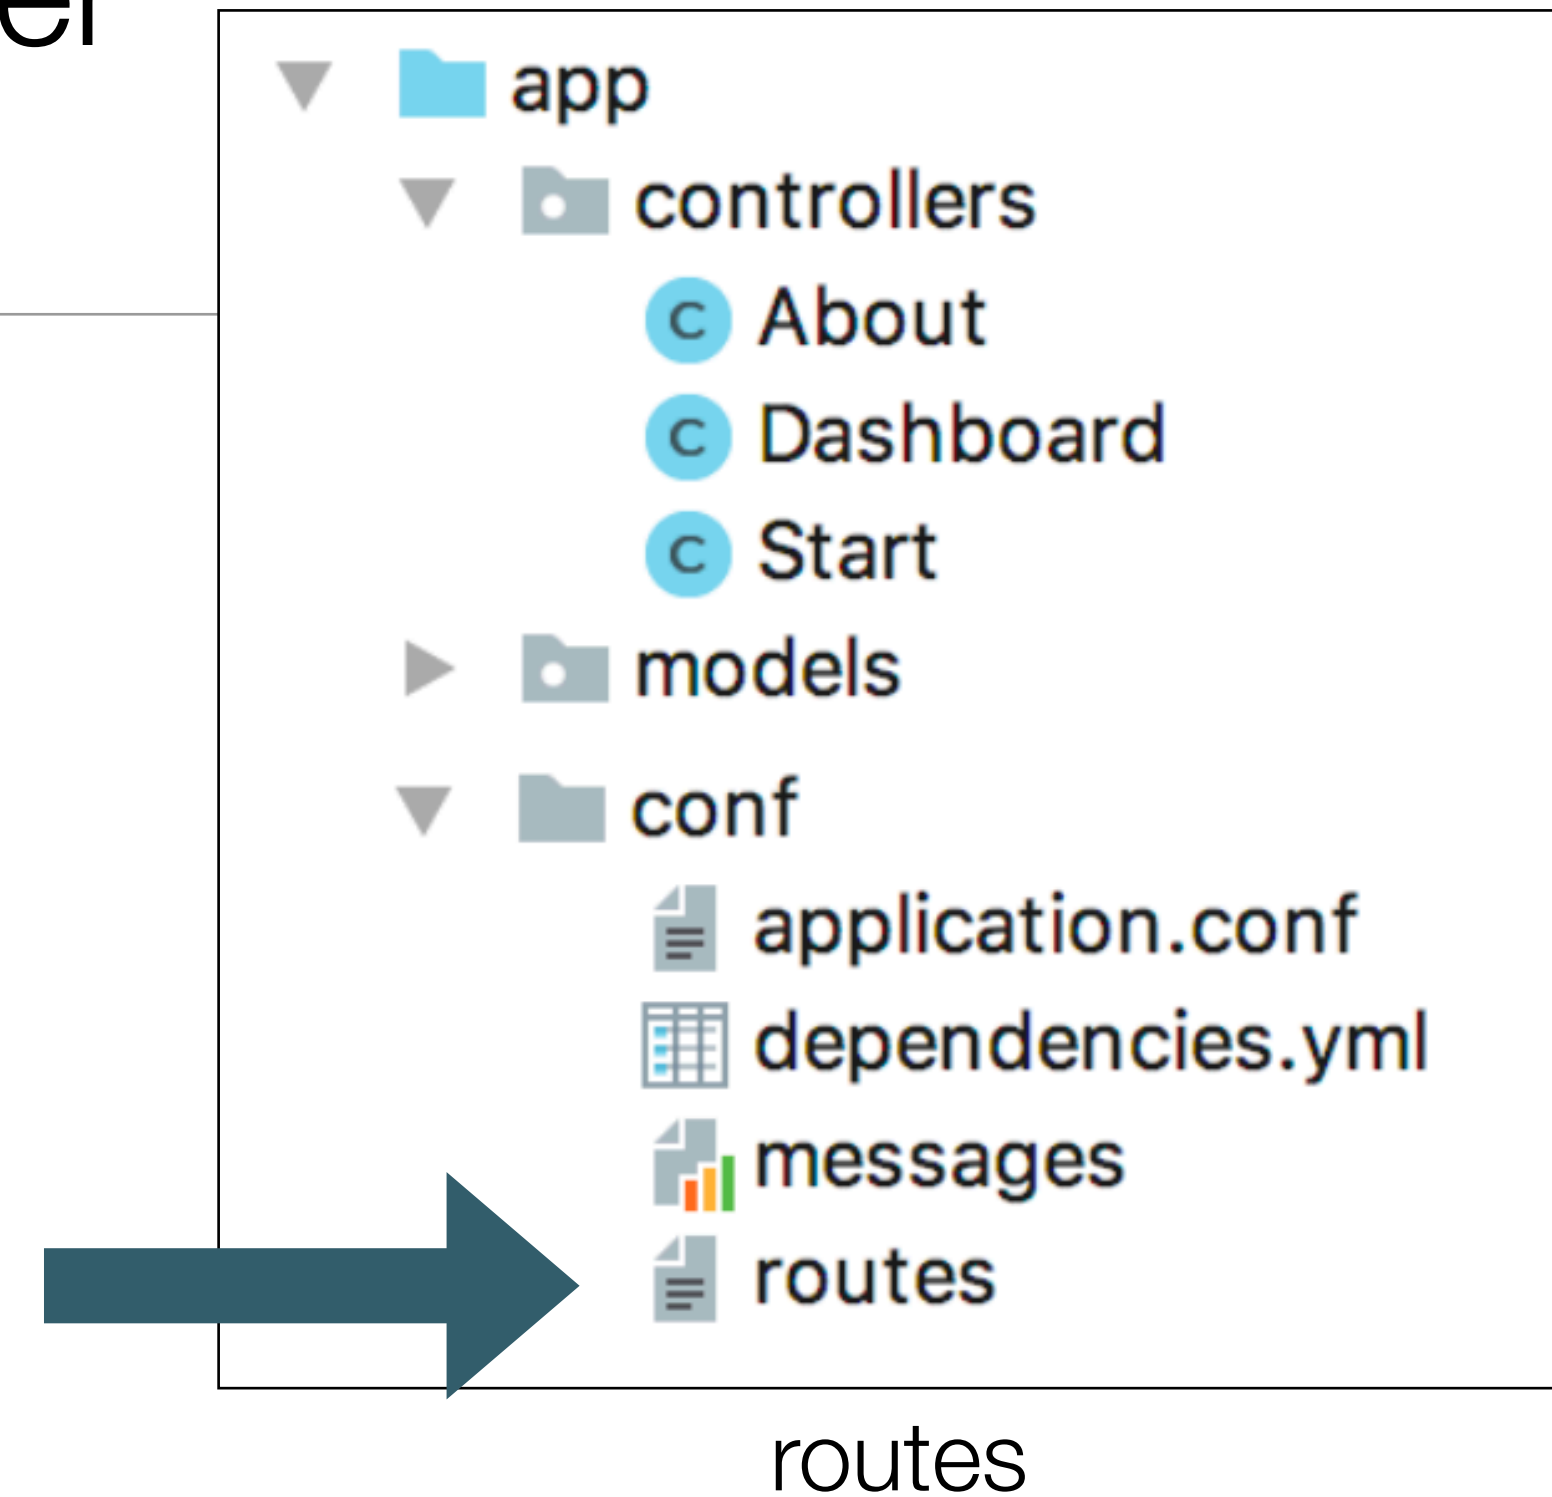 app
controllers
C About
C Dashboard
C Start
models
conf
application.conf
dependencies.yml
messages
routes
routes